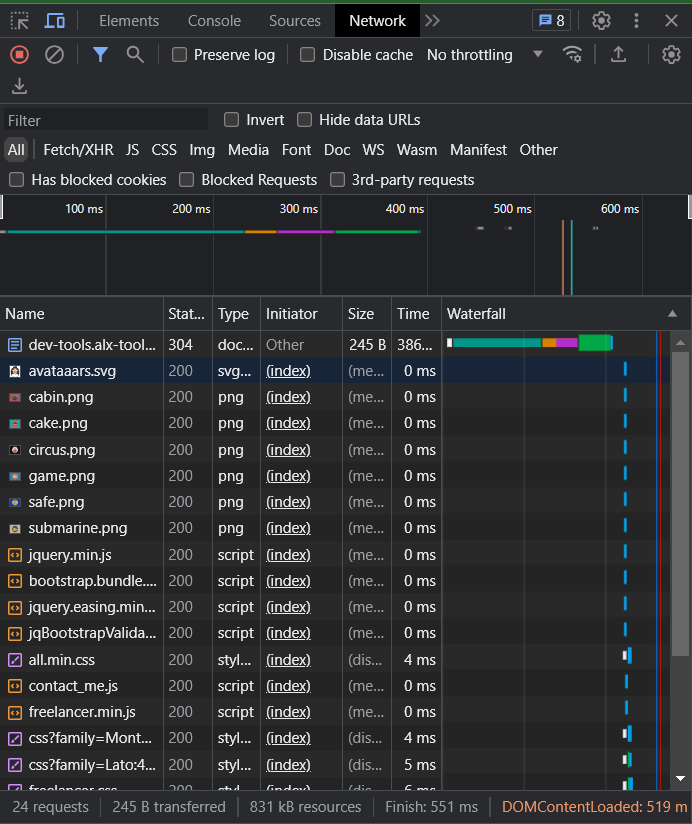 Elements Console Sources Network 8
Preserve log Disable cache No throttling
Filter Invert Hide data URLs
All Fetch/XHR JS CSS Img Media Font Doc WS Wasm Manifest Other
Has blocked cookies Blocked Requests 3rd-party requests
100 ms 200 ms 300 ms 400 ms 500 ms 600 ms
Name Stat... Type Initiator Size Time Waterfall
dev-tools.alx-tool... 304 doc... Other 245 B 386...
avataaars.svg 200 svg... (index) (me... 0 ms
cabin.png 200 png (index) (me... 0 ms
cake.png 200 png (index) (me... 0 ms
circus.png 200 png (index) (me... 0 ms
game.png 200 png (index) (me... 0 ms
safe.png 200 png (index) (me... 0 ms
submarine.png 200 png (index) (me... 0 ms
jquery.min.js 200 script (index) (me... 0 ms
bootstrap.bundle.... 200 script (index) (me... 0 ms
jquery.easing.min... 200 script (index) (me... 0 ms
jqBootstrapValida... 200 script (index) (me... 0 ms
all.min.css 200 styl... (index) (dis... 4 ms
contact_me.js 200 script (index) (me... 0 ms
freelancer.min.js 200 script (index) (me... 0 ms
css?family=Mont... 200 styl... (index) (dis... 4 ms
css?family=Lato:4... 200 styl... (index) (dis... 5 ms
freelancer.css 200 styl... (index) (dis... 6 ms
24 requests 245 B transferred 831 kB resources Finish: 551 ms DOMContentLoaded: 519 m